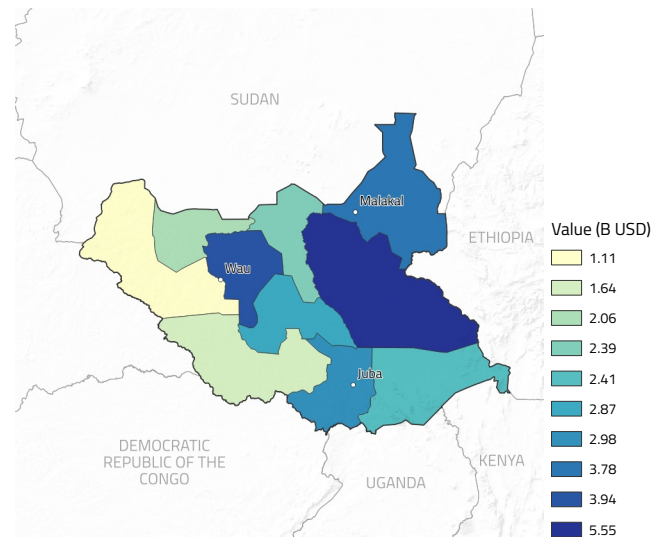 SUDAN
Malakal
ETHIOPIA
Wau
Juba
DEMOCRATIC
REPUBLIC OF THE
CONGO
UGANDA
KENYA
Value (B USD)
1.11
1.64
2.06
2.39
2.41
2.87
2.98
3.78
3.94
5.55